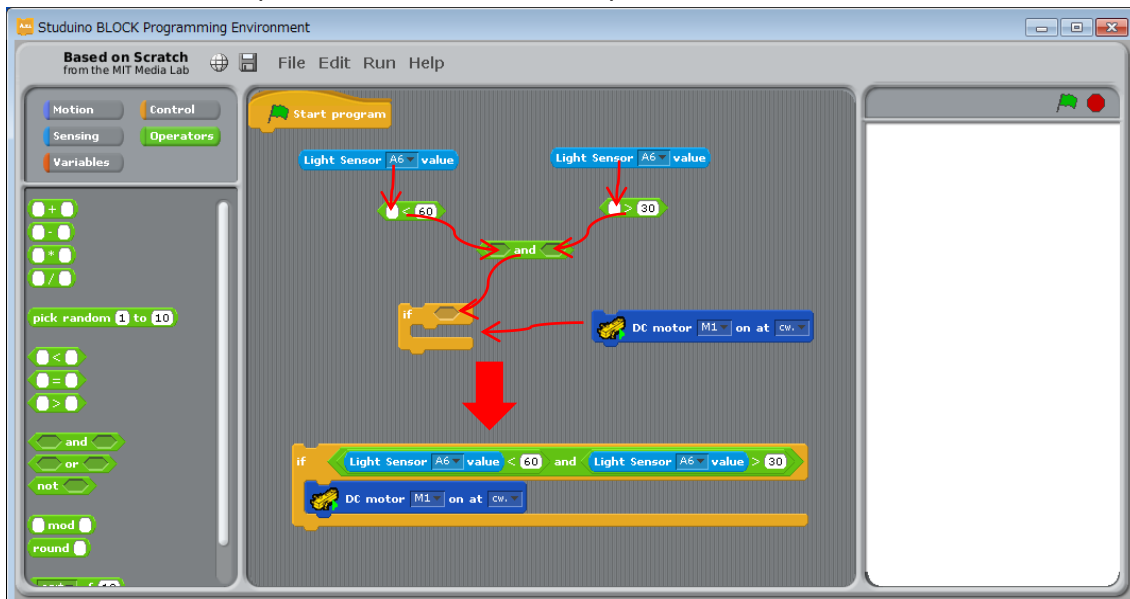 Studuino BLOCK Programming Environment
Based on Scratch
from the MIT Media Lab
File Edit Run Help
Motion Control
Sensing Operators
Variables
+
-
*
/
pick random 1 to 10
<
=
>
and
or
not
mod
round
Start program
Light Sensor A6 value
Light Sensor A6 value
< 60
> 30
and
if
DC motor M1 on at cw.
if Light Sensor A6 value < 60 and Light Sensor A6 value > 30
DC motor M1 on at cw.